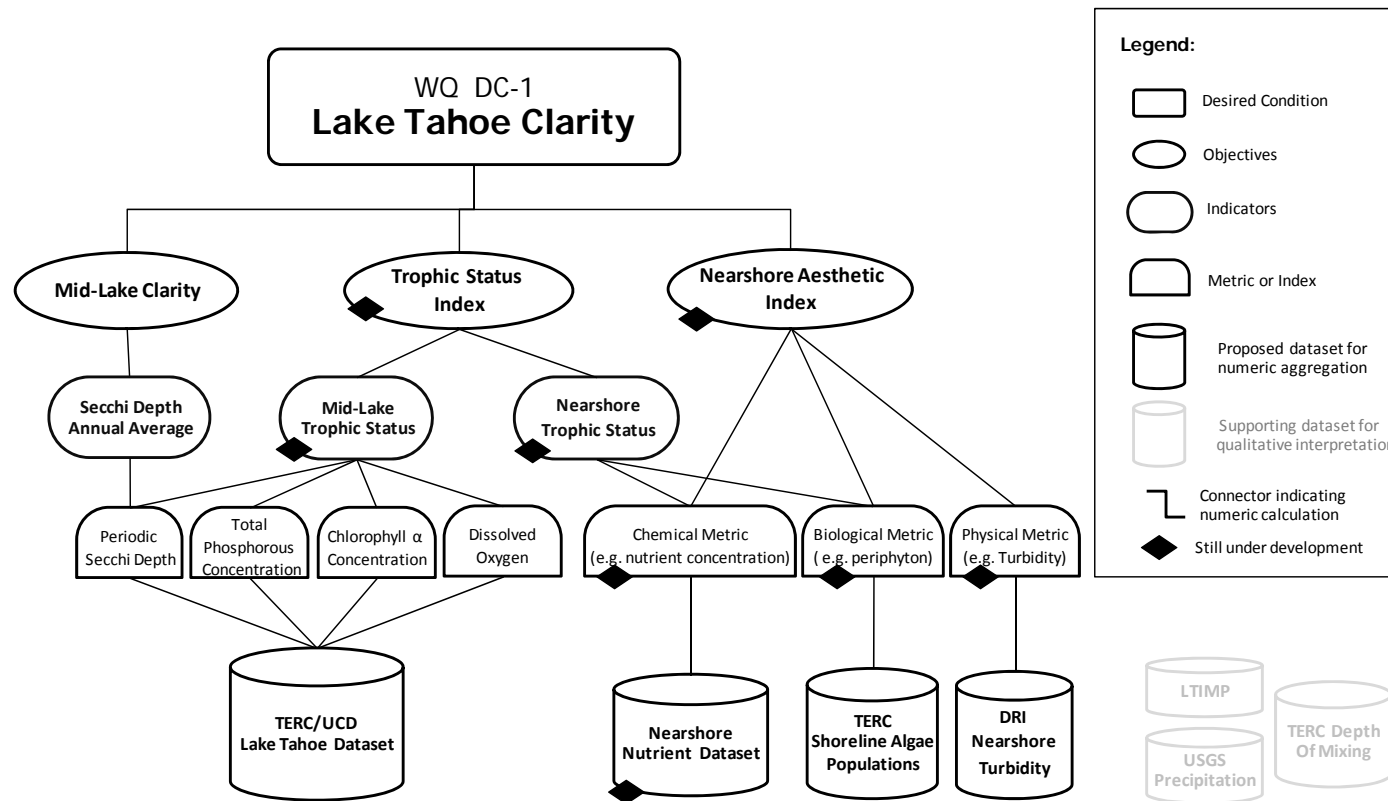 WQ DC-1
Lake Tahoe Clarity
Mid-Lake Clarity
Trophic Status
Index
Nearshore Aesthetic
Index
Secchi Depth
Annual Average
Mid-Lake
Trophic Status
Nearshore
Trophic Status
Periodic
Secchi Depth
Total
Phosphorous
Concentration
Chlorophyll α
Concentration
Dissolved
Oxygen
Chemical Metric
(e.g. nutrient concentration)
Biological Metric
( e.g. periphyton)
Physical Metric
(e.g. Turbidity)
TERC/UCD
Lake Tahoe Dataset
Nearshore
Nutrient Dataset
TERC
Shoreline Algae
Populations
DRI
Nearshore
Turbidity
Legend:
Desired Condition
Objectives
Indicators
Metric or Index
Proposed dataset for
numeric aggregation
Supporting dataset for
qualitative interpretation
Connector indicating
numeric calculation
Still under development
LTIMP
USGS
Precipitation
TERC Depth
Of Mixing